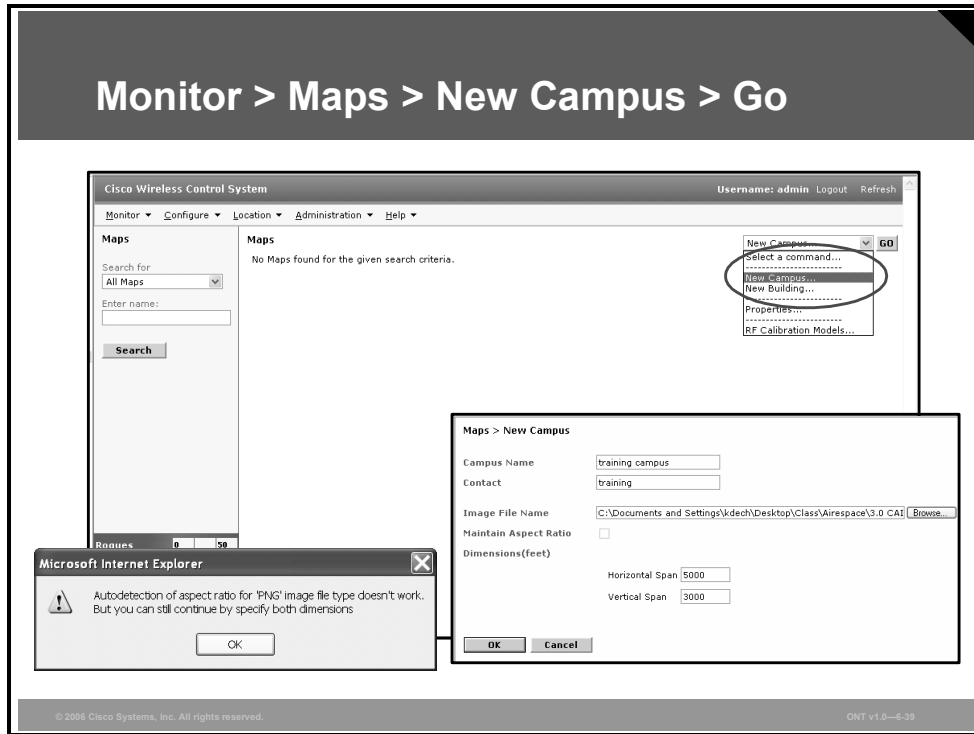 Monitor > Maps > New Campus > Go
Cisco Wireless Control System
Username: admin Logout Refresh
Monitor Configure Location Administration Help
Maps
Search for
All Maps
Enter name:
Search
Maps
No Maps found for the given search criteria.
New Campus... GO
Select a command...
-----------------------
New Campus...
New Building...
-----------------------
Properties...
-----------------------
RF Calibration Models...
Rogues 0 50
Microsoft Internet Explorer
Autodetection of aspect ratio for 'PNG' image file type doesn't work.
But you can still continue by specify both dimensions
OK
Maps > New Campus
Campus Name training campus
Contact training
Image File Name C:\Documents and Settings\kdech\Desktop\Class\Airespace\3.0 CAI Browse...
Maintain Aspect Ratio
Dimensions(feet)
Horizontal Span 5000
Vertical Span 3000
OK Cancel
© 2006 Cisco Systems, Inc. All rights reserved.
ONT v1.0—6-39